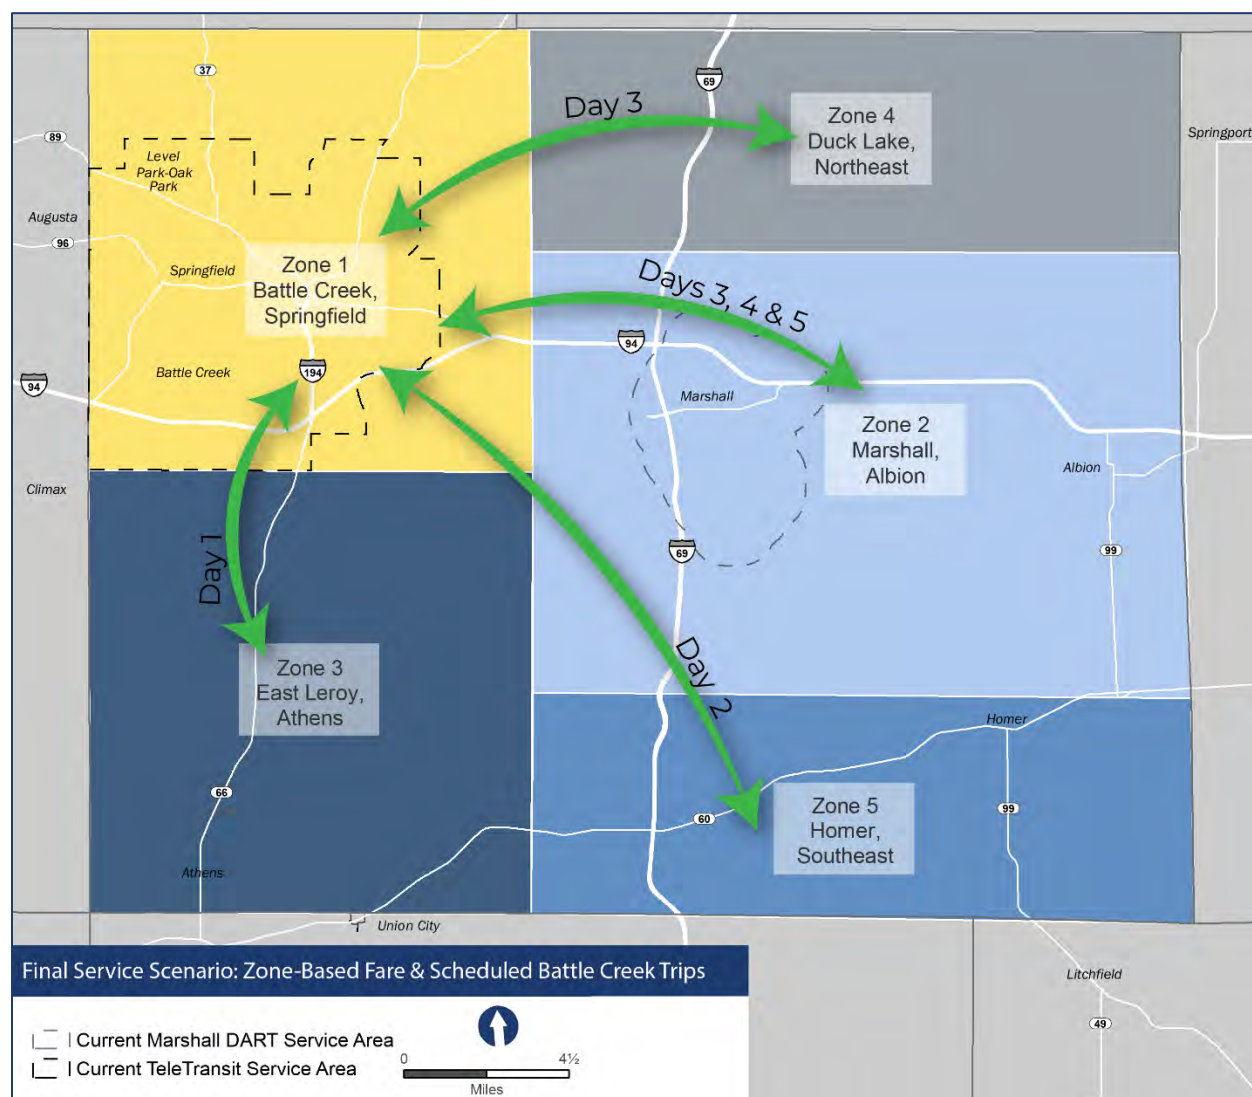 69
37
Day 3
Zone 4
Duck Lake,
Northeast
89
Springport
Level
Park-Oak
Park
Augusta
96
Springfield
Zone 1
Battle Creek,
Springfield
Days 3, 4 & 5
94
Battle Creek
194
94
Marshall
Zone 2
Marshall,
Albion
Albion
Climax
Day 1
69
99
Zone 3
East Leroy,
Athens
Day 2
Homer
66
60
Zone 5
Homer,
Southeast
99
Athens
Union City
Final Service Scenario: Zone-Based Fare & Scheduled Battle Creek Trips
Litchfield
49
Current Marshall DART Service Area
Current TeleTransit Service Area
0 4½
Miles